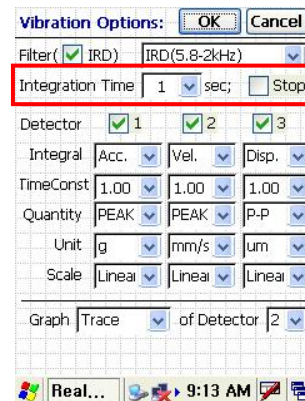 Vibration Options: OK Cancel
Filter( IRD) IRD(5.8-2kHz)
Integration Time 1 sec; Stop
Detector 1 2 3
Integral Acc. Vel. Disp.
TimeConst 1.00 1.00 1.00
Quantity PEAK PEAK P-P
Unit g mm/s um
Scale Linear Linear Linear
Graph Trace of Detector 2
Real... 9:13 AM